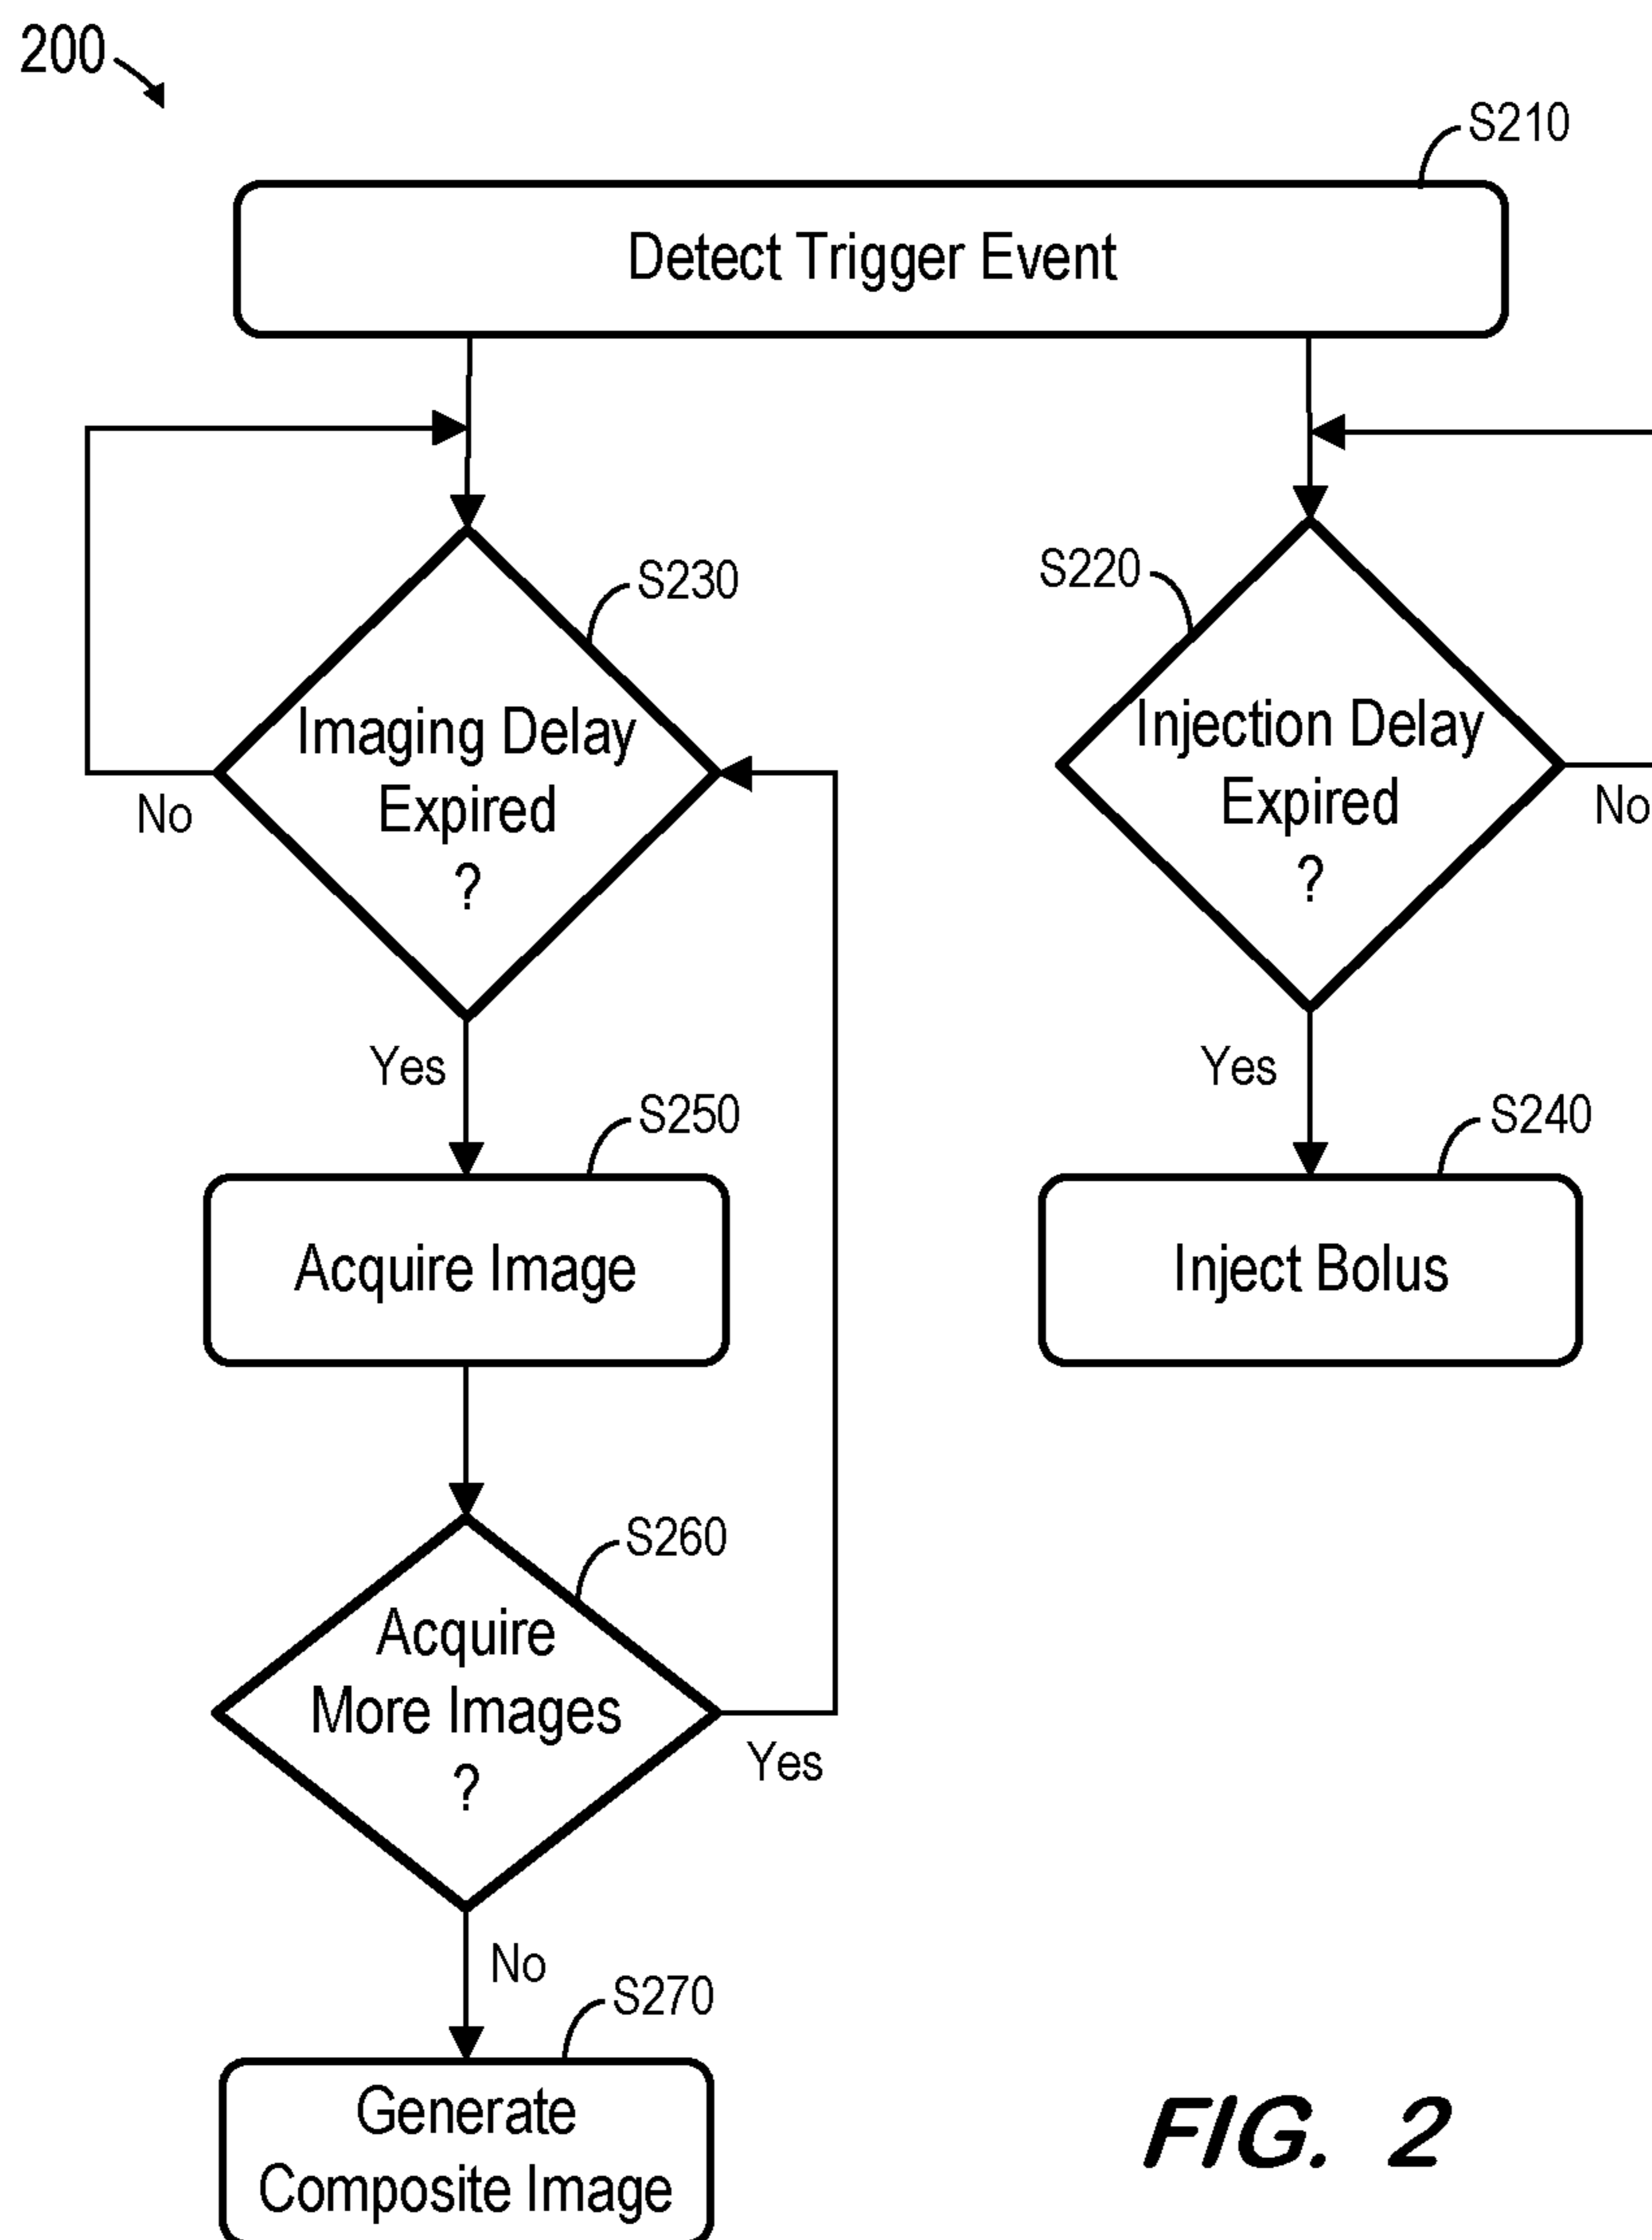 200
S210
Detect Trigger Event
S230
S220
Imaging Delay
Expired
?
No
Injection Delay
Expired
?
No
Yes
Yes
S250
S240
Acquire Image
Inject Bolus
S260
Acquire
More Images
?
Yes
No
S270
Generate
Composite Image
FIG. 2